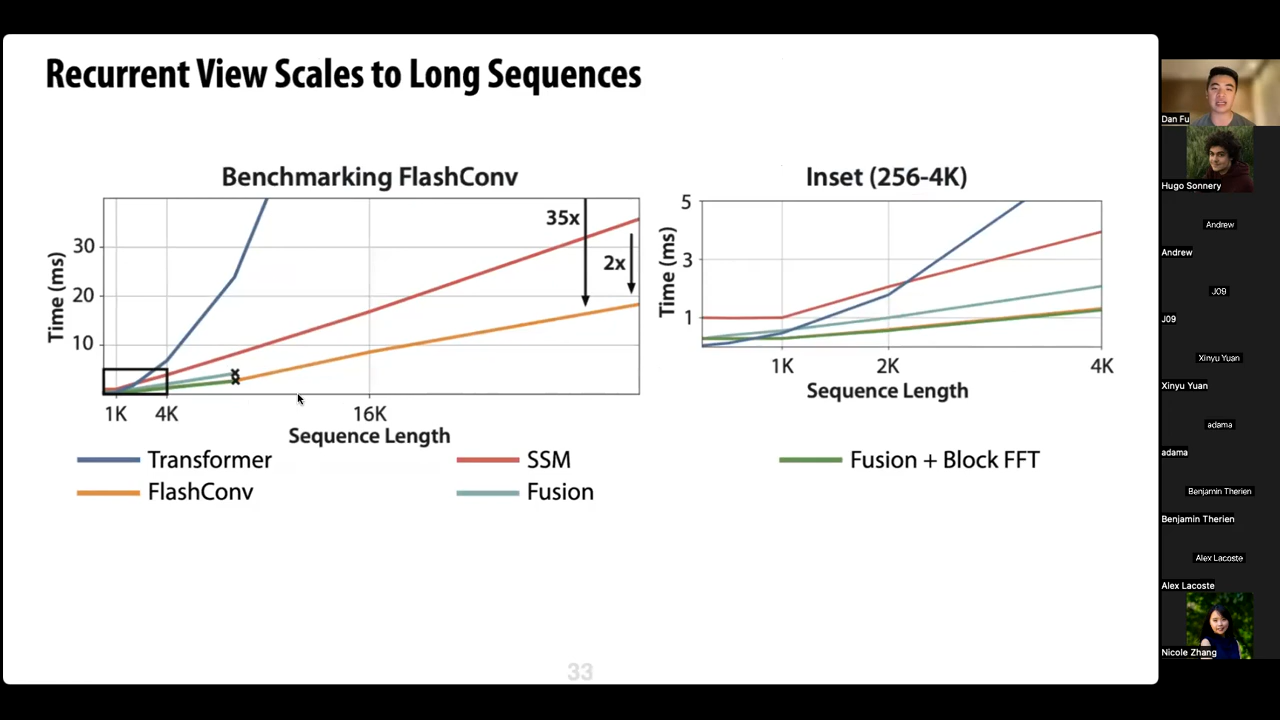 Recurrent View Scales to Long Sequences
Benchmarking FlashConv
Time (ms)
30
20
10
35x
2x
1K
4K
16K
Sequence Length
Inset (256-4K)
Time (ms)
5
3
1
1K
2K
4K
Sequence Length
Transformer
SSM
Fusion + Block FFT
FlashConv
Fusion
33
Dan Fu
Hugo Sonnery
Andrew
Andrew
J09
J09
Xinyu Yuan
Xinyu Yuan
adama
adama
Benjamin Therien
Benjamin Therien
Alex Lacoste
Alex Lacoste
Nicole Zhang